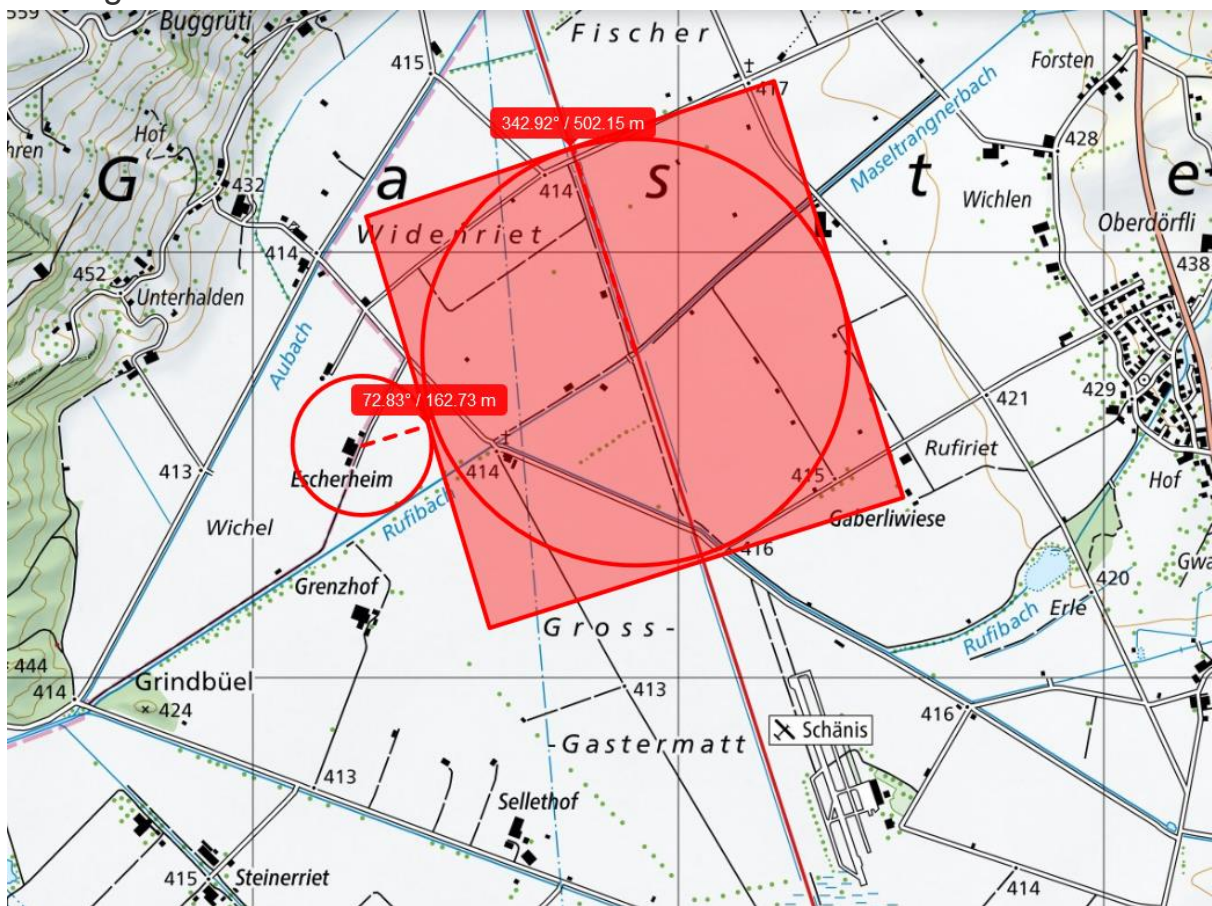 559
Buggrüti
Fischer
421
415
417
Forsten
342.92° / 502.15 m
Maseltrangnerbach
Hof
hren
428
G a s t e
432
414
Wichlen
Oberdörfli
Widenriet
414
438
452
Unterhalden
Aubach
429
72.83° / 162.73 m
421
Rufiriet
414
415
413
Escherheim
Hof
Gaberliwiese
Rufibach
Wichel
416
Gwa
420
Grenzhof
Erle
Gross-
Rufibach
444
Grindbüel
413
414
424
416
Schänis
-Gastermatt
413
Sellethof
415
Steinerriet
414